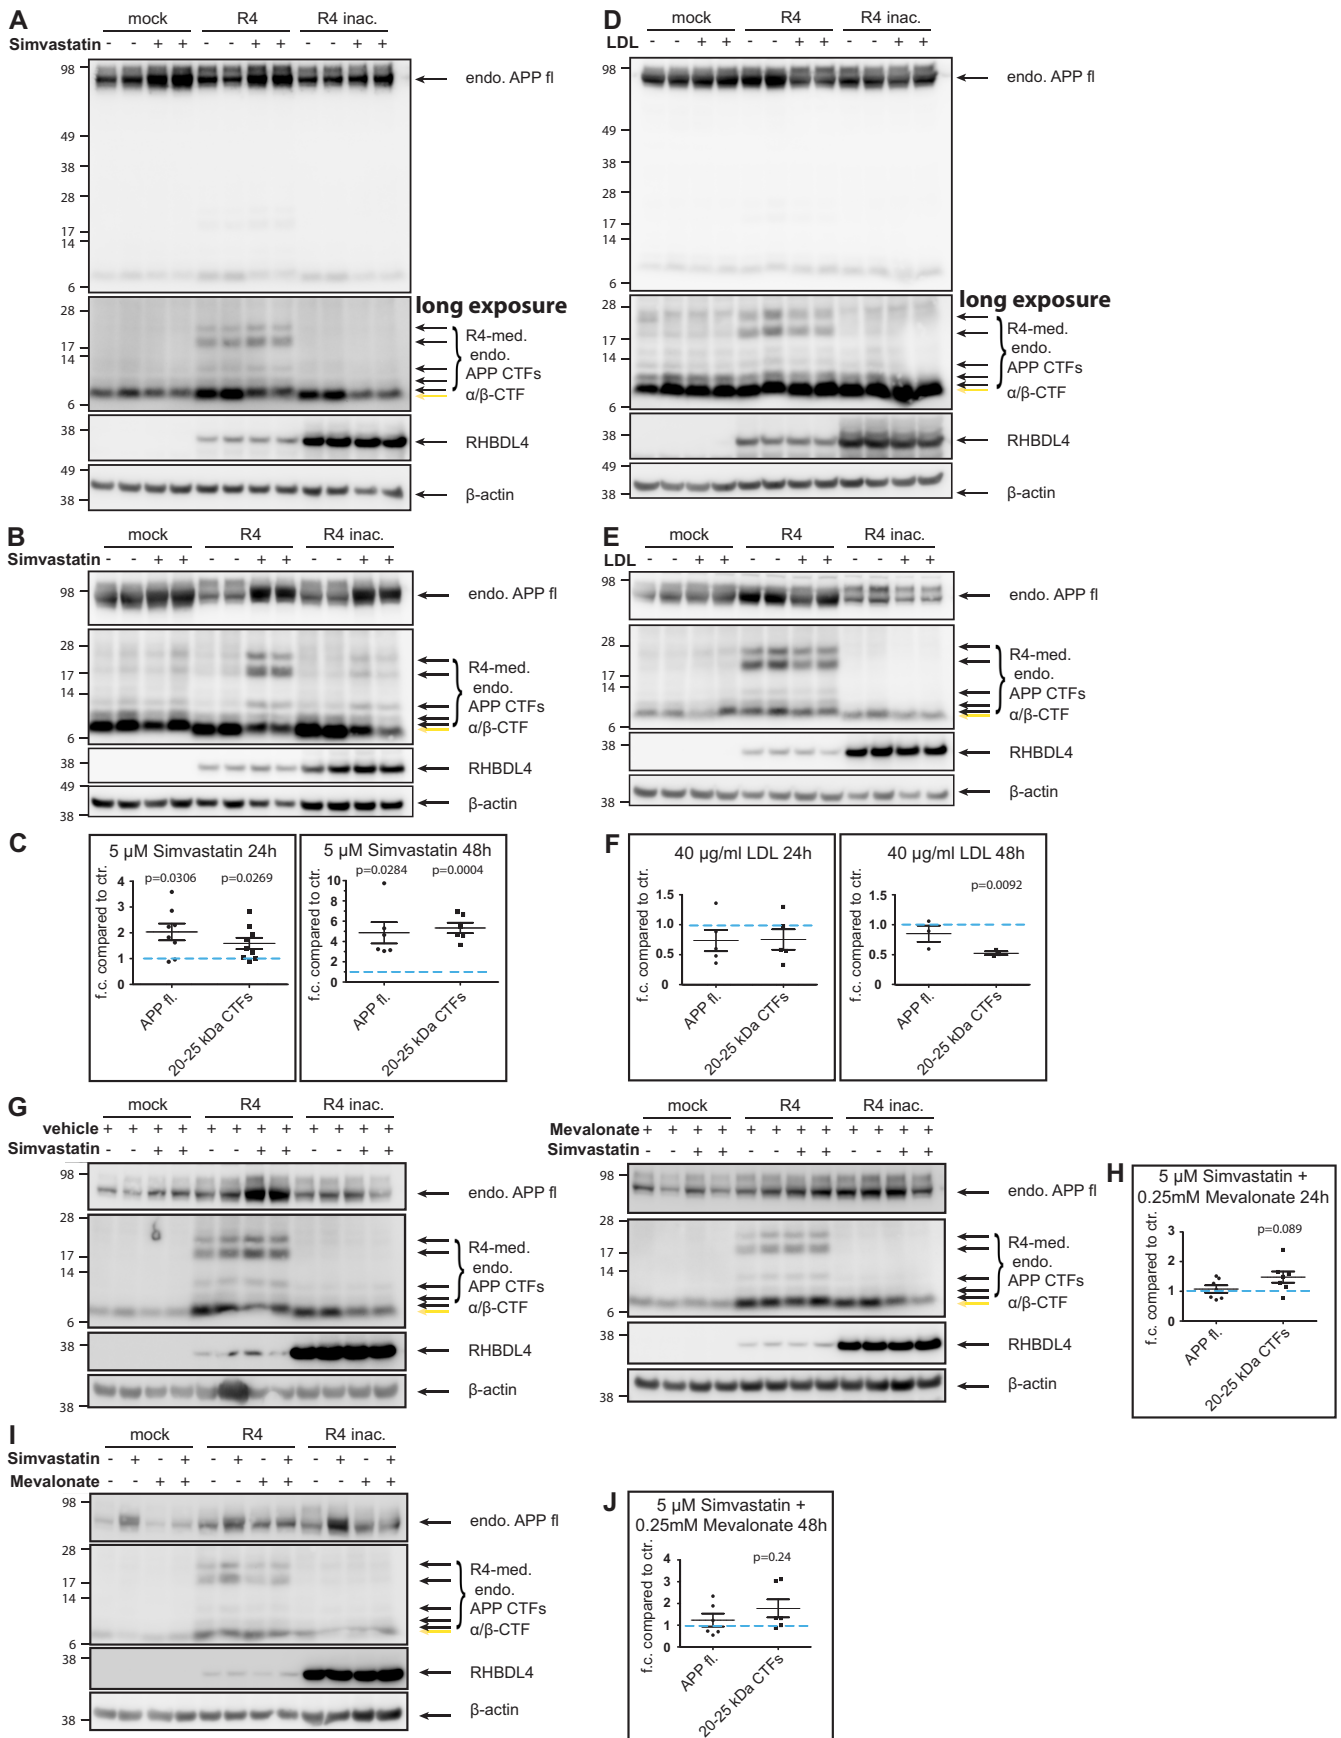 A
mock R4 R4 inac.
Simvastatin - - + + - - + + - - + +
98
49
38
28
17
14
6
endo. APP fl
long exposure
28
17
14
6
R4-med.
endo.
APP CTFs
α/β-CTF
38
RHBDL4
49
38
β-actin
D
mock R4 R4 inac.
LDL - - + + - - + + - - + +
98
49
38
28
17
14
6
endo. APP fl
long exposure
28
17
14
6
R4-med.
endo.
APP CTFs
α/β-CTF
38
RHBDL4
49
38
β-actin
B
mock R4 R4 inac.
Simvastatin - - + + - - + + - - + +
98
endo. APP fl
28
17
14
6
R4-med.
endo.
APP CTFs
α/β-CTF
38
RHBDL4
49
38
β-actin
E
mock R4 R4 inac.
LDL - - + + - - + + - - + +
98
endo. APP fl
28
17
14
6
R4-med.
endo.
APP CTFs
α/β-CTF
38
RHBDL4
38
β-actin
C
5 µM Simvastatin 24h
p=0.0306 p=0.0269
f.c. compared to ctr.
4
3
2
1
0
APP fl.
20-25 kDa CTFs
5 µM Simvastatin 48h
p=0.0284 p=0.0004
f.c. compared to ctr.
10
8
6
4
2
0
APP fl.
20-25 kDa CTFs
F
40 µg/ml LDL 24h
f.c. compared to ctr.
1.5
1
0.5
0
APP fl.
20-25 kDa CTFs
40 µg/ml LDL 48h
p=0.0092
f.c. compared to ctr.
1.5
1
0.5
0
APP fl.
20-25 kDa CTFs
G
mock R4 R4 inac.
vehicle + + + + + + + + + + + +
Simvastatin - - + + - - + + - - + +
98
endo. APP fl
28
17
14
6
R4-med.
endo.
APP CTFs
α/β-CTF
38
RHBDL4
38
β-actin
mock R4 R4 inac.
Mevalonate + + + + + + + + + + + +
Simvastatin - - + + - - + + - - + +
98
endo. APP fl
28
17
14
6
R4-med.
endo.
APP CTFs
α/β-CTF
38
RHBDL4
38
β-actin
H
5 µM Simvastatin +
0.25mM Mevalonate 24h
p=0.089
f.c. compared to ctr.
3
2
1
0
APP fl.
20-25 kDa CTFs
I
mock R4 R4 inac.
Simvastatin - + - + - + - + - + - +
Mevalonate - - + + - - + + - - + +
98
endo. APP fl
28
17
14
6
R4-med.
endo.
APP CTFs
α/β-CTF
38
RHBDL4
38
β-actin
J
5 µM Simvastatin +
0.25mM Mevalonate 48h
p=0.24
f.c. compared to ctr.
4
3
2
1
0
APP fl.
20-25 kDa CTFs